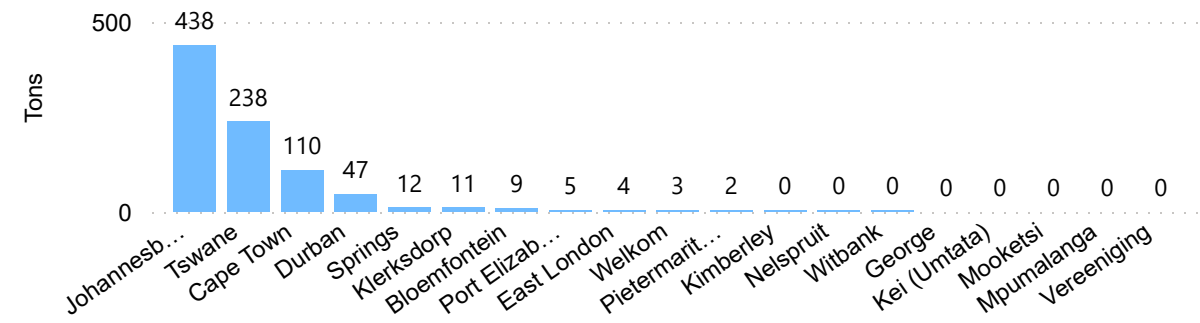 Tons
500
0
438
238
110
47
12
11
9
5
4
3
2
0
0
0
0
0
0
0
0
Johannesb...
Tswane
Cape Town
Durban
Springs
Klerksdorp
Bloemfontein
Port Elizab...
East London
Welkom
Pietermarit...
Kimberley
Nelspruit
Witbank
George
Kei (Umtata)
Mooketsi
Mpumalanga
Vereeniging